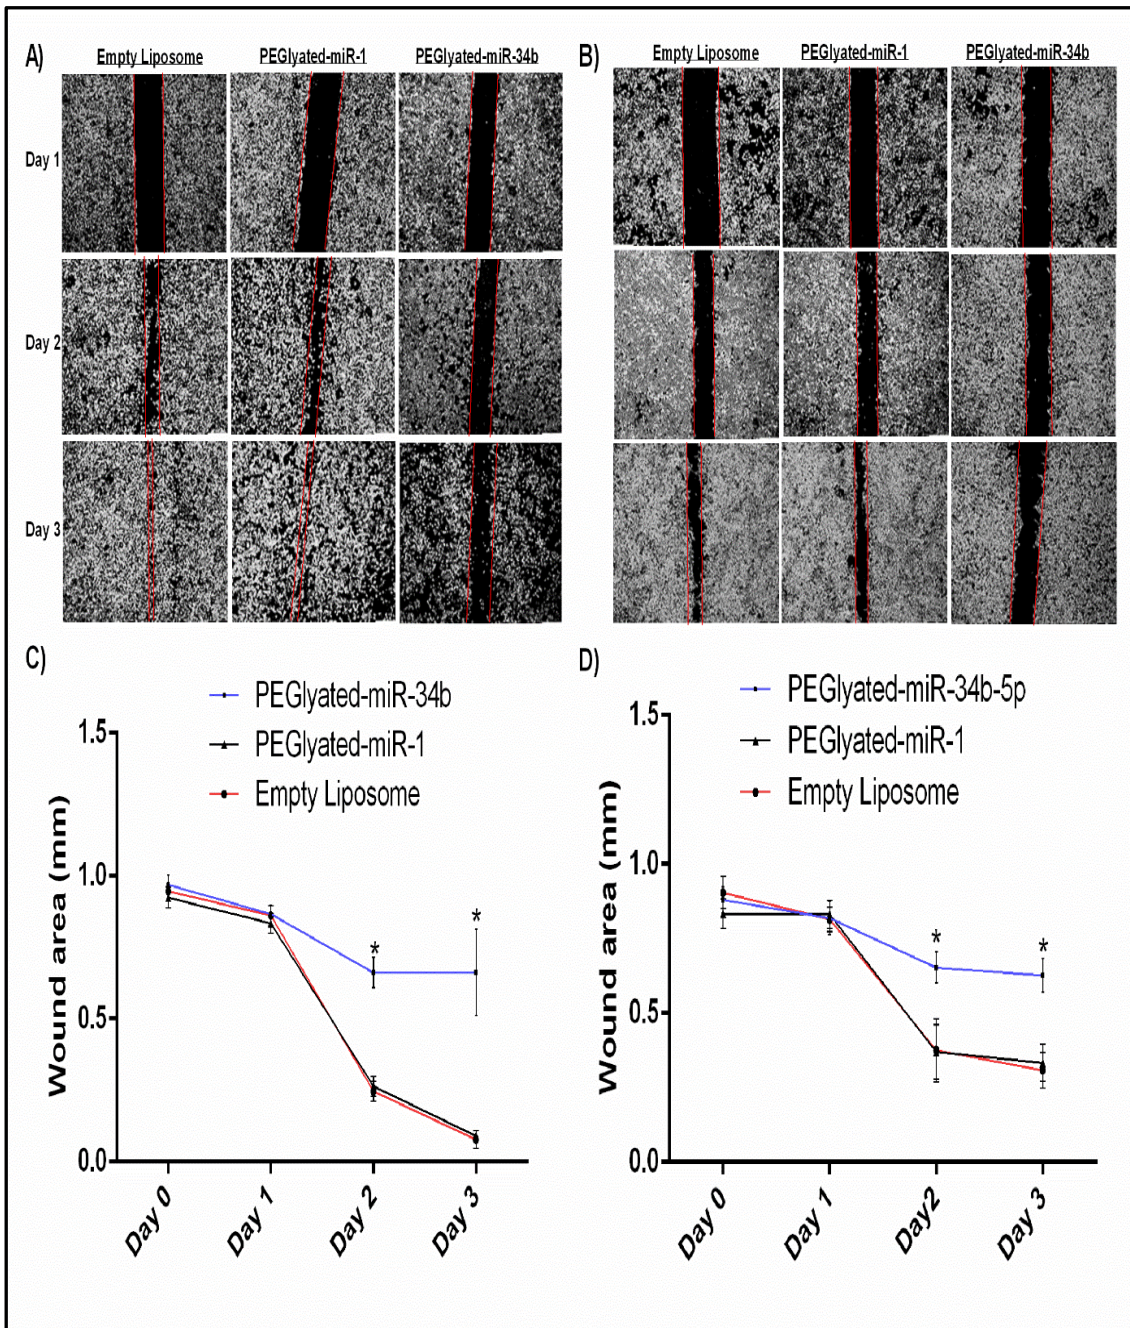 A)
Empty Liposome PEGlyated-miR-1 PEGlyated-miR-34b
Day 1
Day 2
Day 3
B)
Empty Liposome PEGlyated-miR-1 PEGlyated-miR-34b
C)
PEGlyated-miR-34b
PEGlyated-miR-1
Empty Liposome
Wound area (mm)
1.5
1.0
0.5
0.0
*
*
Day 0 Day 1 Day 2 Day 3
D)
PEGlyated-miR-34b-5p
PEGlyated-miR-1
Empty Liposome
Wound area (mm)
1.5
1.0
0.5
0.0
*
*
Day 0 Day 1 Day2 Day 3